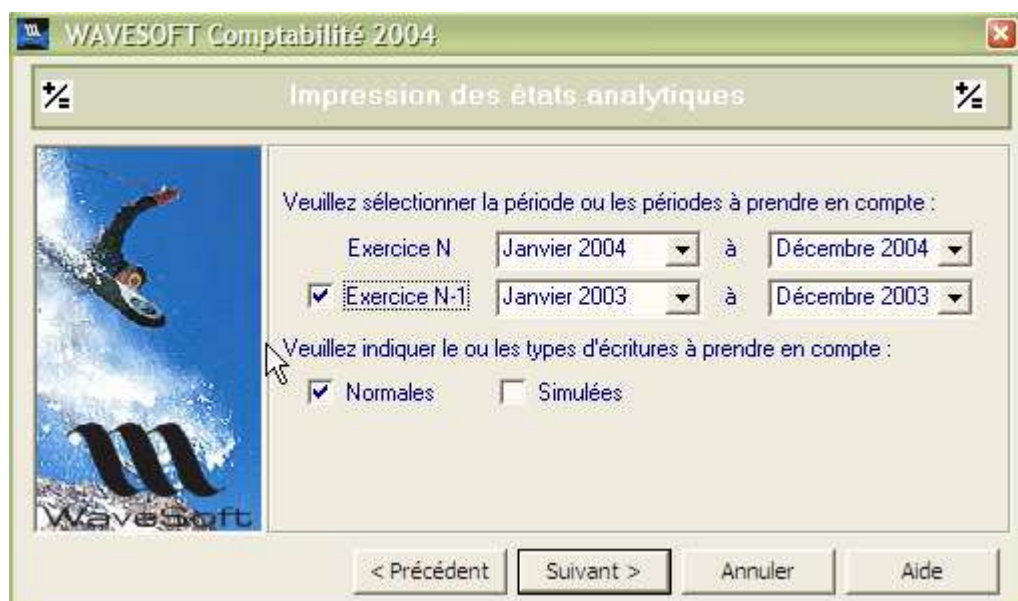 WAVESOFT Comptabilité 2004
Impression des états analytiques
Veuillez sélectionner la période ou les périodes à prendre en compte :
Exercice N Janvier 2004 à Décembre 2004
Exercice N-1 Janvier 2003 à Décembre 2003
Veuillez indiquer le ou les types d'écritures à prendre en compte :
Normales Simulées
WaveSoft
< Précédent Suivant > Annuler Aide